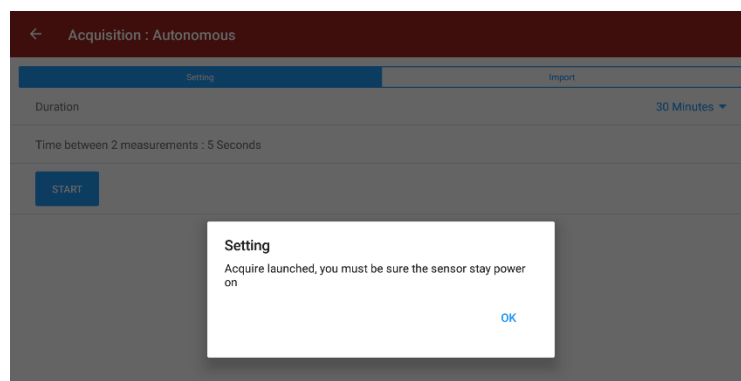 Acquisition : Autonomous
Setting
Import
Duration
30 Minutes
Time between 2 measurements : 5 Seconds
START
Setting
Acquire launched, you must be sure the sensor stay power
on
OK